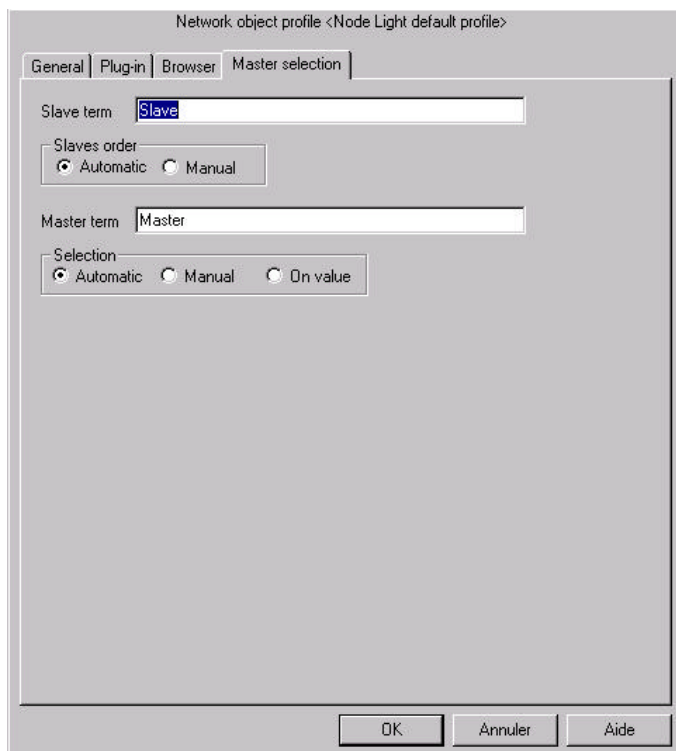 Network object profile <Node Light default profile>
General Plug-in Browser Master selection
Slave term Slave
Slaves order
Automatic Manual
Master term Master
Selection
Automatic Manual On value
OK Annuler Aide